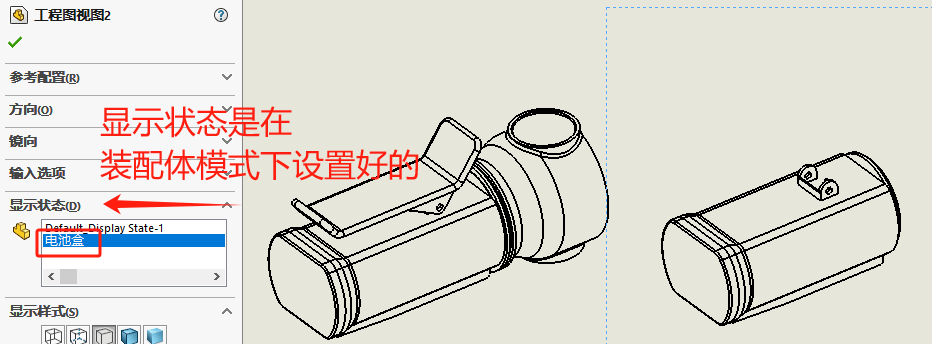 工程图视图2
参考配置(R)
方向(O)
镜向
输入选项
显示状态(D)
Default_Display State-1
电池盒
显示样式(S)
显示状态是在
装配体模式下设置好的